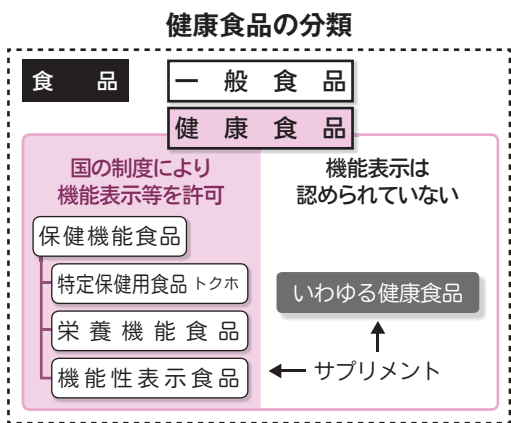 健康食品の分類
食品
一般食品
健康食品
国の制度により
機能表示等を許可
保健機能食品
特定保健用食品 トクホ
栄養機能食品
機能性表示食品
機能表示は
認められていない
いわゆる健康食品
サプリメント